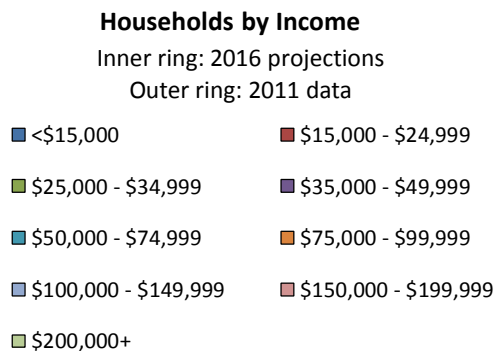 Households by Income
Inner ring: 2016 projections
Outer ring: 2011 data
<$15,000
$15,000 - $24,999
$25,000 - $34,999
$35,000 - $49,999
$50,000 - $74,999
$75,000 - $99,999
$100,000 - $149,999
$150,000 - $199,999
$200,000+